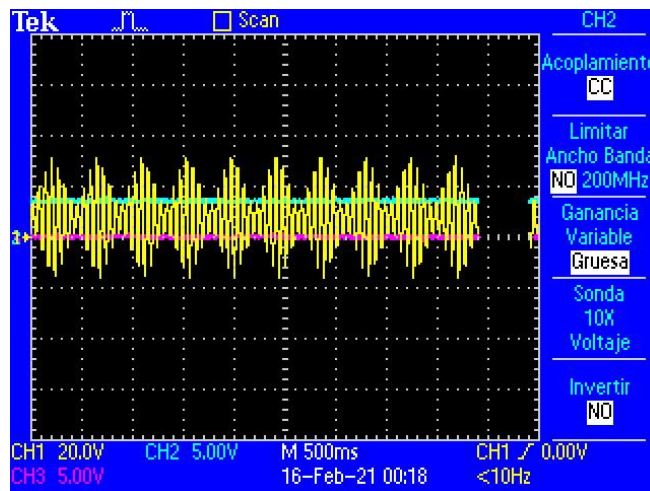 Tek
Scan
CH2
Acoplamiento
CC
Limitar
Ancho Banda
NO 200MHz
Ganancia
Variable
Gruesa
Sonda
10X
Voltaje
Invertir
NO
CH1 20.0V CH2 5.00V M 500ms CH1 0.00V
CH3 5.00V 16-Feb-21 00:18 <10Hz